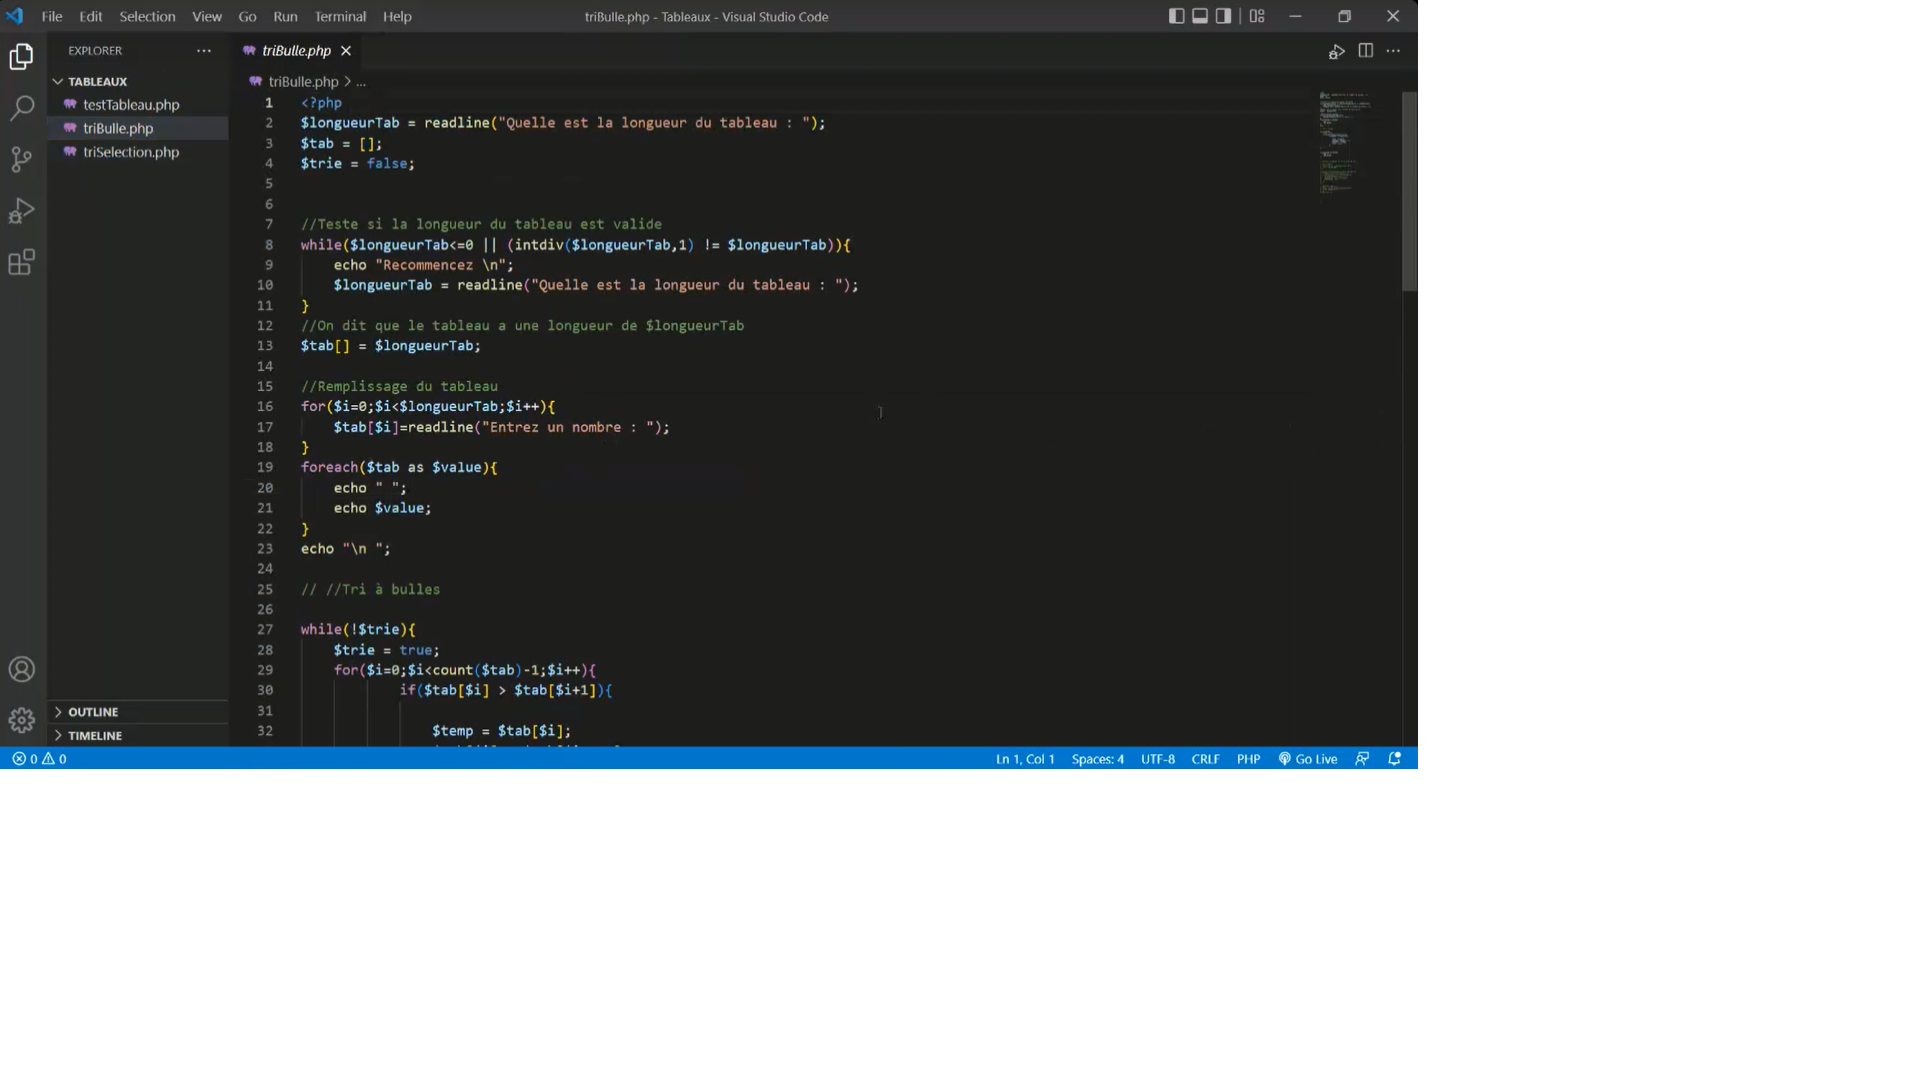 File Edit Selection View Go Run Terminal Help
triBulle.php - Tableaux - Visual Studio Code
EXPLORER
TABLEAUX
testTableau.php
triBulle.php
triSelection.php
OUTLINE
TIMELINE
triBulle.php
triBulle.php > ...
1 <?php
2 $longueurTab = readline("Quelle est la longueur du tableau : ");
3 $tab = [];
4 $trie = false;
5
6
7 //Teste si la longueur du tableau est valide
8 while($longueurTab<=0 || (intdiv($longueurTab,1) != $longueurTab)){
9 echo "Recommencez \n";
10 $longueurTab = readline("Quelle est la longueur du tableau : ");
11 }
12 //On dit que le tableau a une longueur de $longueurTab
13 $tab[] = $longueurTab;
14
15 //Remplissage du tableau
16 for($i=0;$i<$longueurTab;$i++){
17 $tab[$i]=readline("Entrez un nombre : ");
18 }
19 foreach($tab as $value){
20 echo " ";
21 echo $value;
22 }
23 echo "\n ";
24
25 // //Tri à bulles
26
27 while(!$trie){
28 $trie = true;
29 for($i=0;$i<count($tab)-1;$i++){
30 if($tab[$i] > $tab[$i+1]){
31
32 $temp = $tab[$i];
0 0
Ln 1, Col 1 Spaces: 4 UTF-8 CRLF PHP Go Live